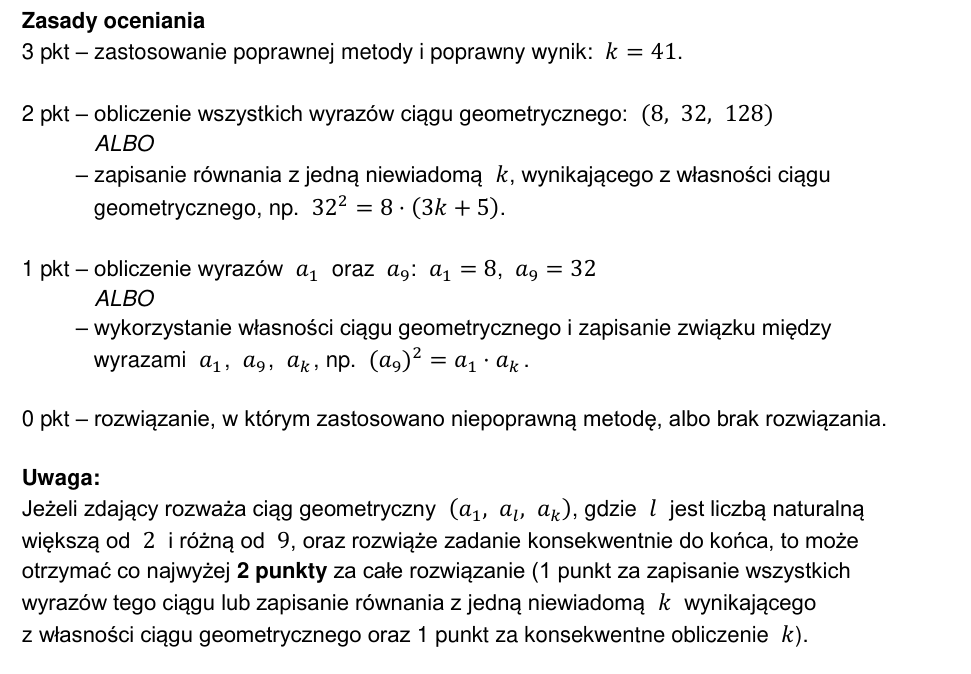 Zasady oceniania
3 pkt – zastosowanie poprawnej metody i poprawny wynik: k = 41.
2 pkt – obliczenie wszystkich wyrazów ciągu geometrycznego: (8, 32, 128)
ALBO
– zapisanie równania z jedną niewiadomą k, wynikającego z własności ciągu
geometrycznego, np. 32² = 8 · (3k + 5).
1 pkt – obliczenie wyrazów a₁ oraz a₉: a₁ = 8, a₉ = 32
ALBO
– wykorzystanie własności ciągu geometrycznego i zapisanie związku między
wyrazami a₁, a₉, aₖ, np. (a₉)² = a₁ · aₖ.
0 pkt – rozwiązanie, w którym zastosowano niepoprawną metodę, albo brak rozwiązania.
Uwaga:
Jeżeli zdający rozważa ciąg geometryczny (a₁, aₗ, aₖ), gdzie l jest liczbą naturalną
większą od 2 i różną od 9, oraz rozwiąże zadanie konsekwentnie do końca, to może
otrzymać co najwyżej 2 punkty za całe rozwiązanie (1 punkt za zapisanie wszystkich
wyrazów tego ciągu lub zapisanie równania z jedną niewiadomą k wynikającego
z własności ciągu geometrycznego oraz 1 punkt za konsekwentne obliczenie k).